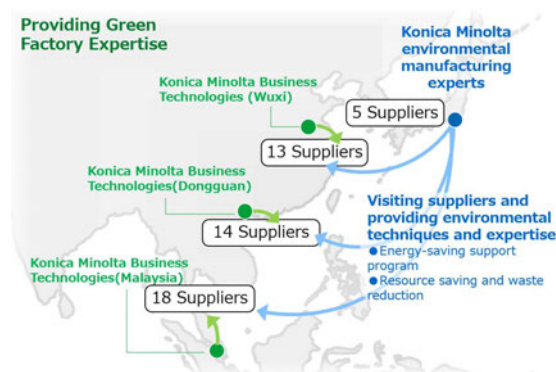 Providing Green
Factory Expertise
Konica Minolta
environmental
manufacturing
experts
Konica Minolta Business
Technologies (Wuxi)
5 Suppliers
13 Suppliers
Konica Minolta Business
Technologies(Dongguan)
14 Suppliers
Visiting suppliers and
providing environmental
techniques and expertise
●Energy-saving support
program
●Resource saving and waste
reduction
Konica Minolta Business
Technologies(Malaysia)
18 Suppliers